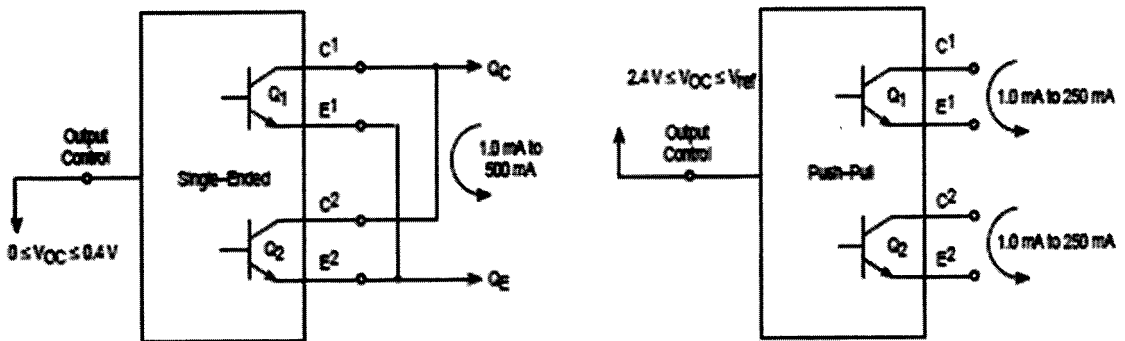 C1
Q1
E1
QC
Output
Control
Single-Ended
1.0 mA to
500 mA
C2
Q2
E2
QE
0 ≤ VOC ≤ 0.4 V
2.4 V ≤ VOC ≤ Vref
C1
Q1
E1
1.0 mA to 250 mA
Output
Control
Push-Pull
C2
Q2
E2
1.0 mA to 250 mA